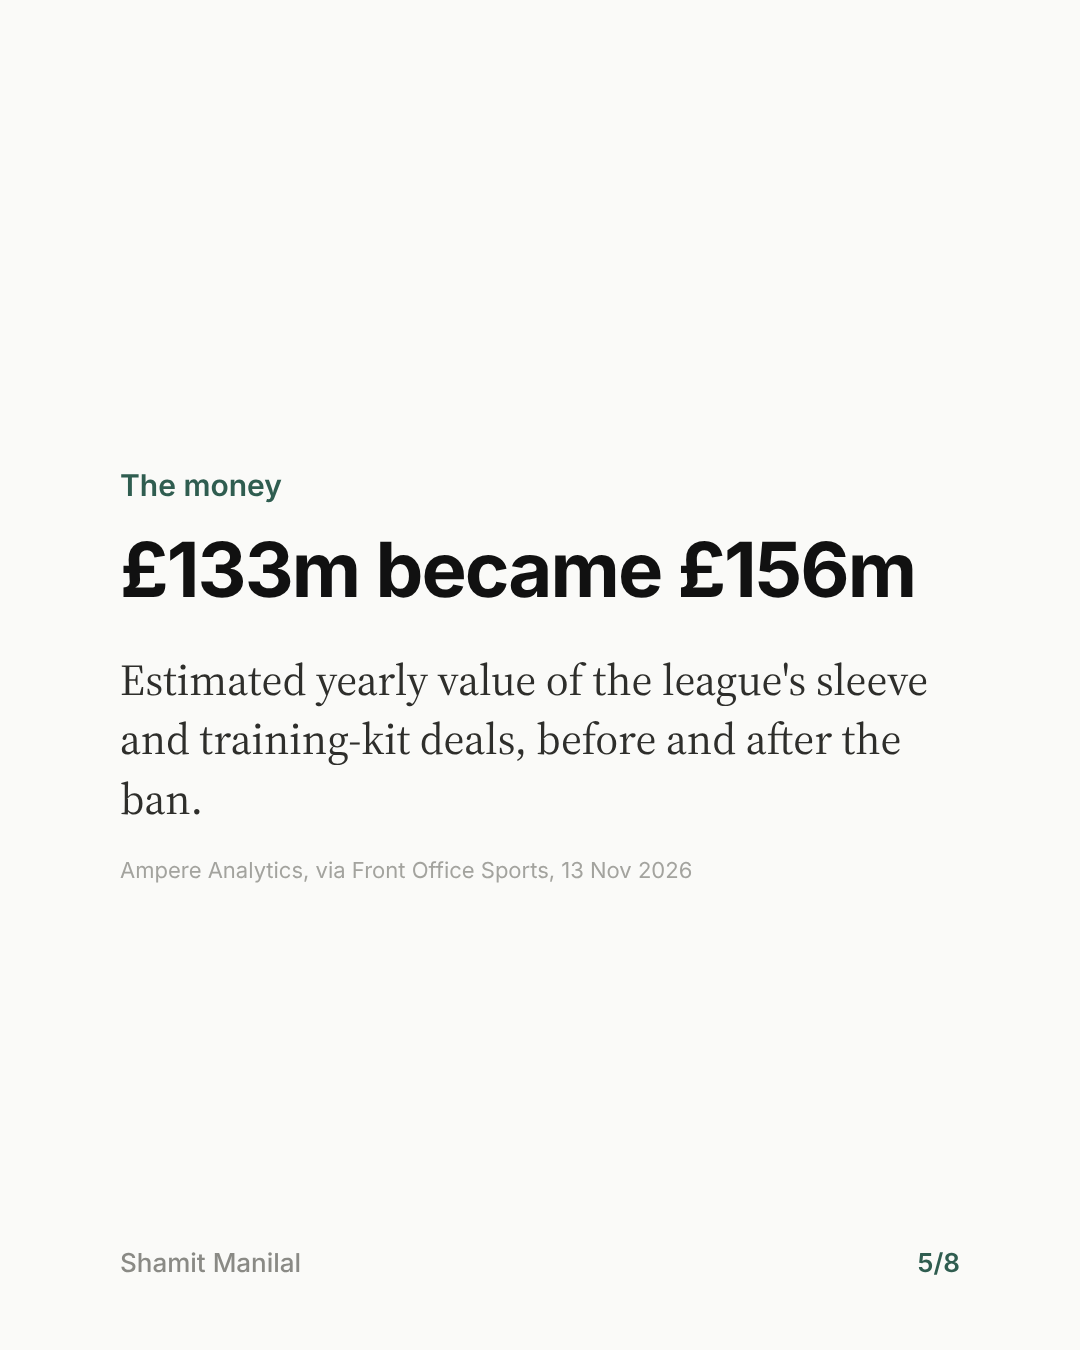 The money
£133m became £156m
Estimated yearly value of the league's sleeve
and training-kit deals, before and after the
ban.
Ampere Analytics, via Front Office Sports, 13 Nov 2026
Shamit Manilal
5/8